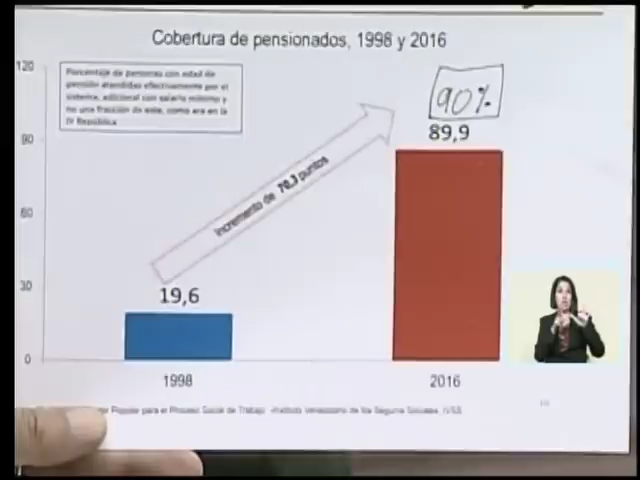 Cobertura de pensionados, 1998 y 2016
Porcentaje de personas con edad de
pensión atendidas efectivamente por el
sistema, adicional con salario mínimo y
no una fracción de este, como era en la
IV República
120
90
60
30
0
90%
89,9
Incremento de 70,3 puntos
19,6
1998
2016
Popular para el Proceso Social de Trabajo -Instituto Venezolano de los Seguros Sociales, IVSS